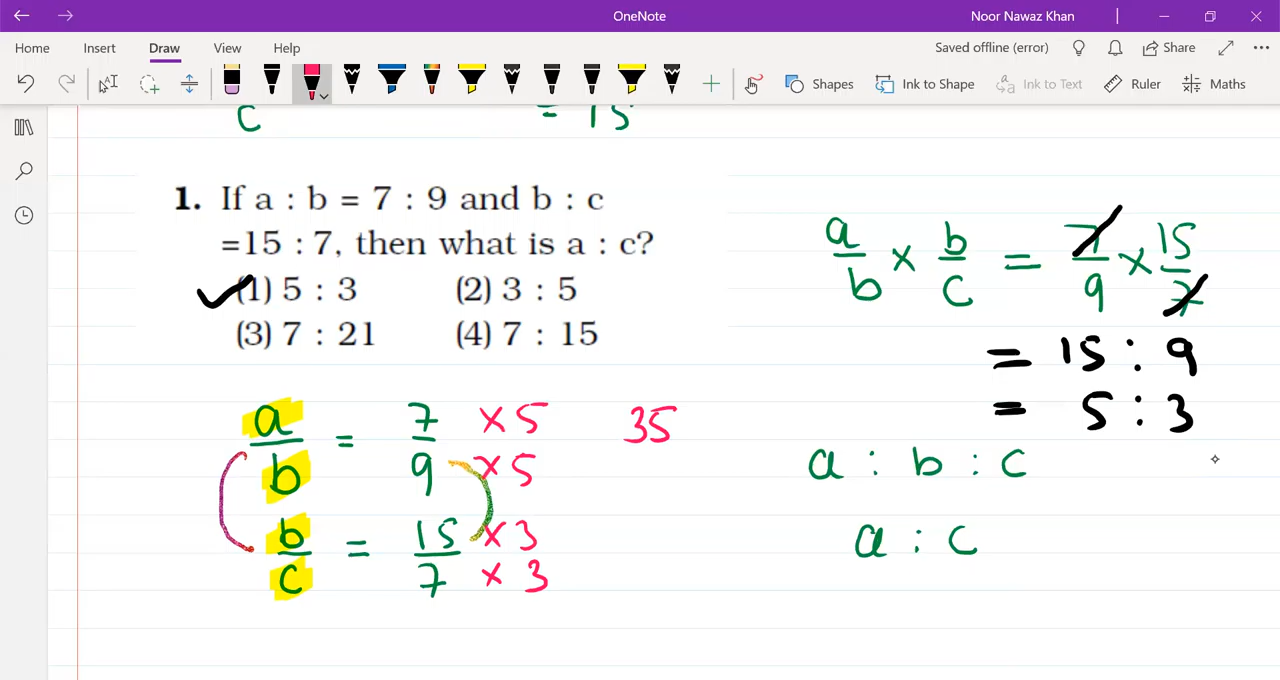 OneNote
Noor Nawaz Khan
Home Insert Draw View Help
Saved offline (error)
Share
Shapes
Ink to Shape
Ink to Text
Ruler
Maths
c = 15
1. If a : b = 7 : 9 and b : c
=15 : 7, then what is a : c?
(1) 5 : 3 (2) 3 : 5
(3) 7 : 21 (4) 7 : 15
a/b × b/c = 7/9 × 15/7
= 15 : 9
= 5 : 3
a/b = 7/9 ×5 ×5 35
b/c = 15/7 ×3 ×3
a : b : c
a : c